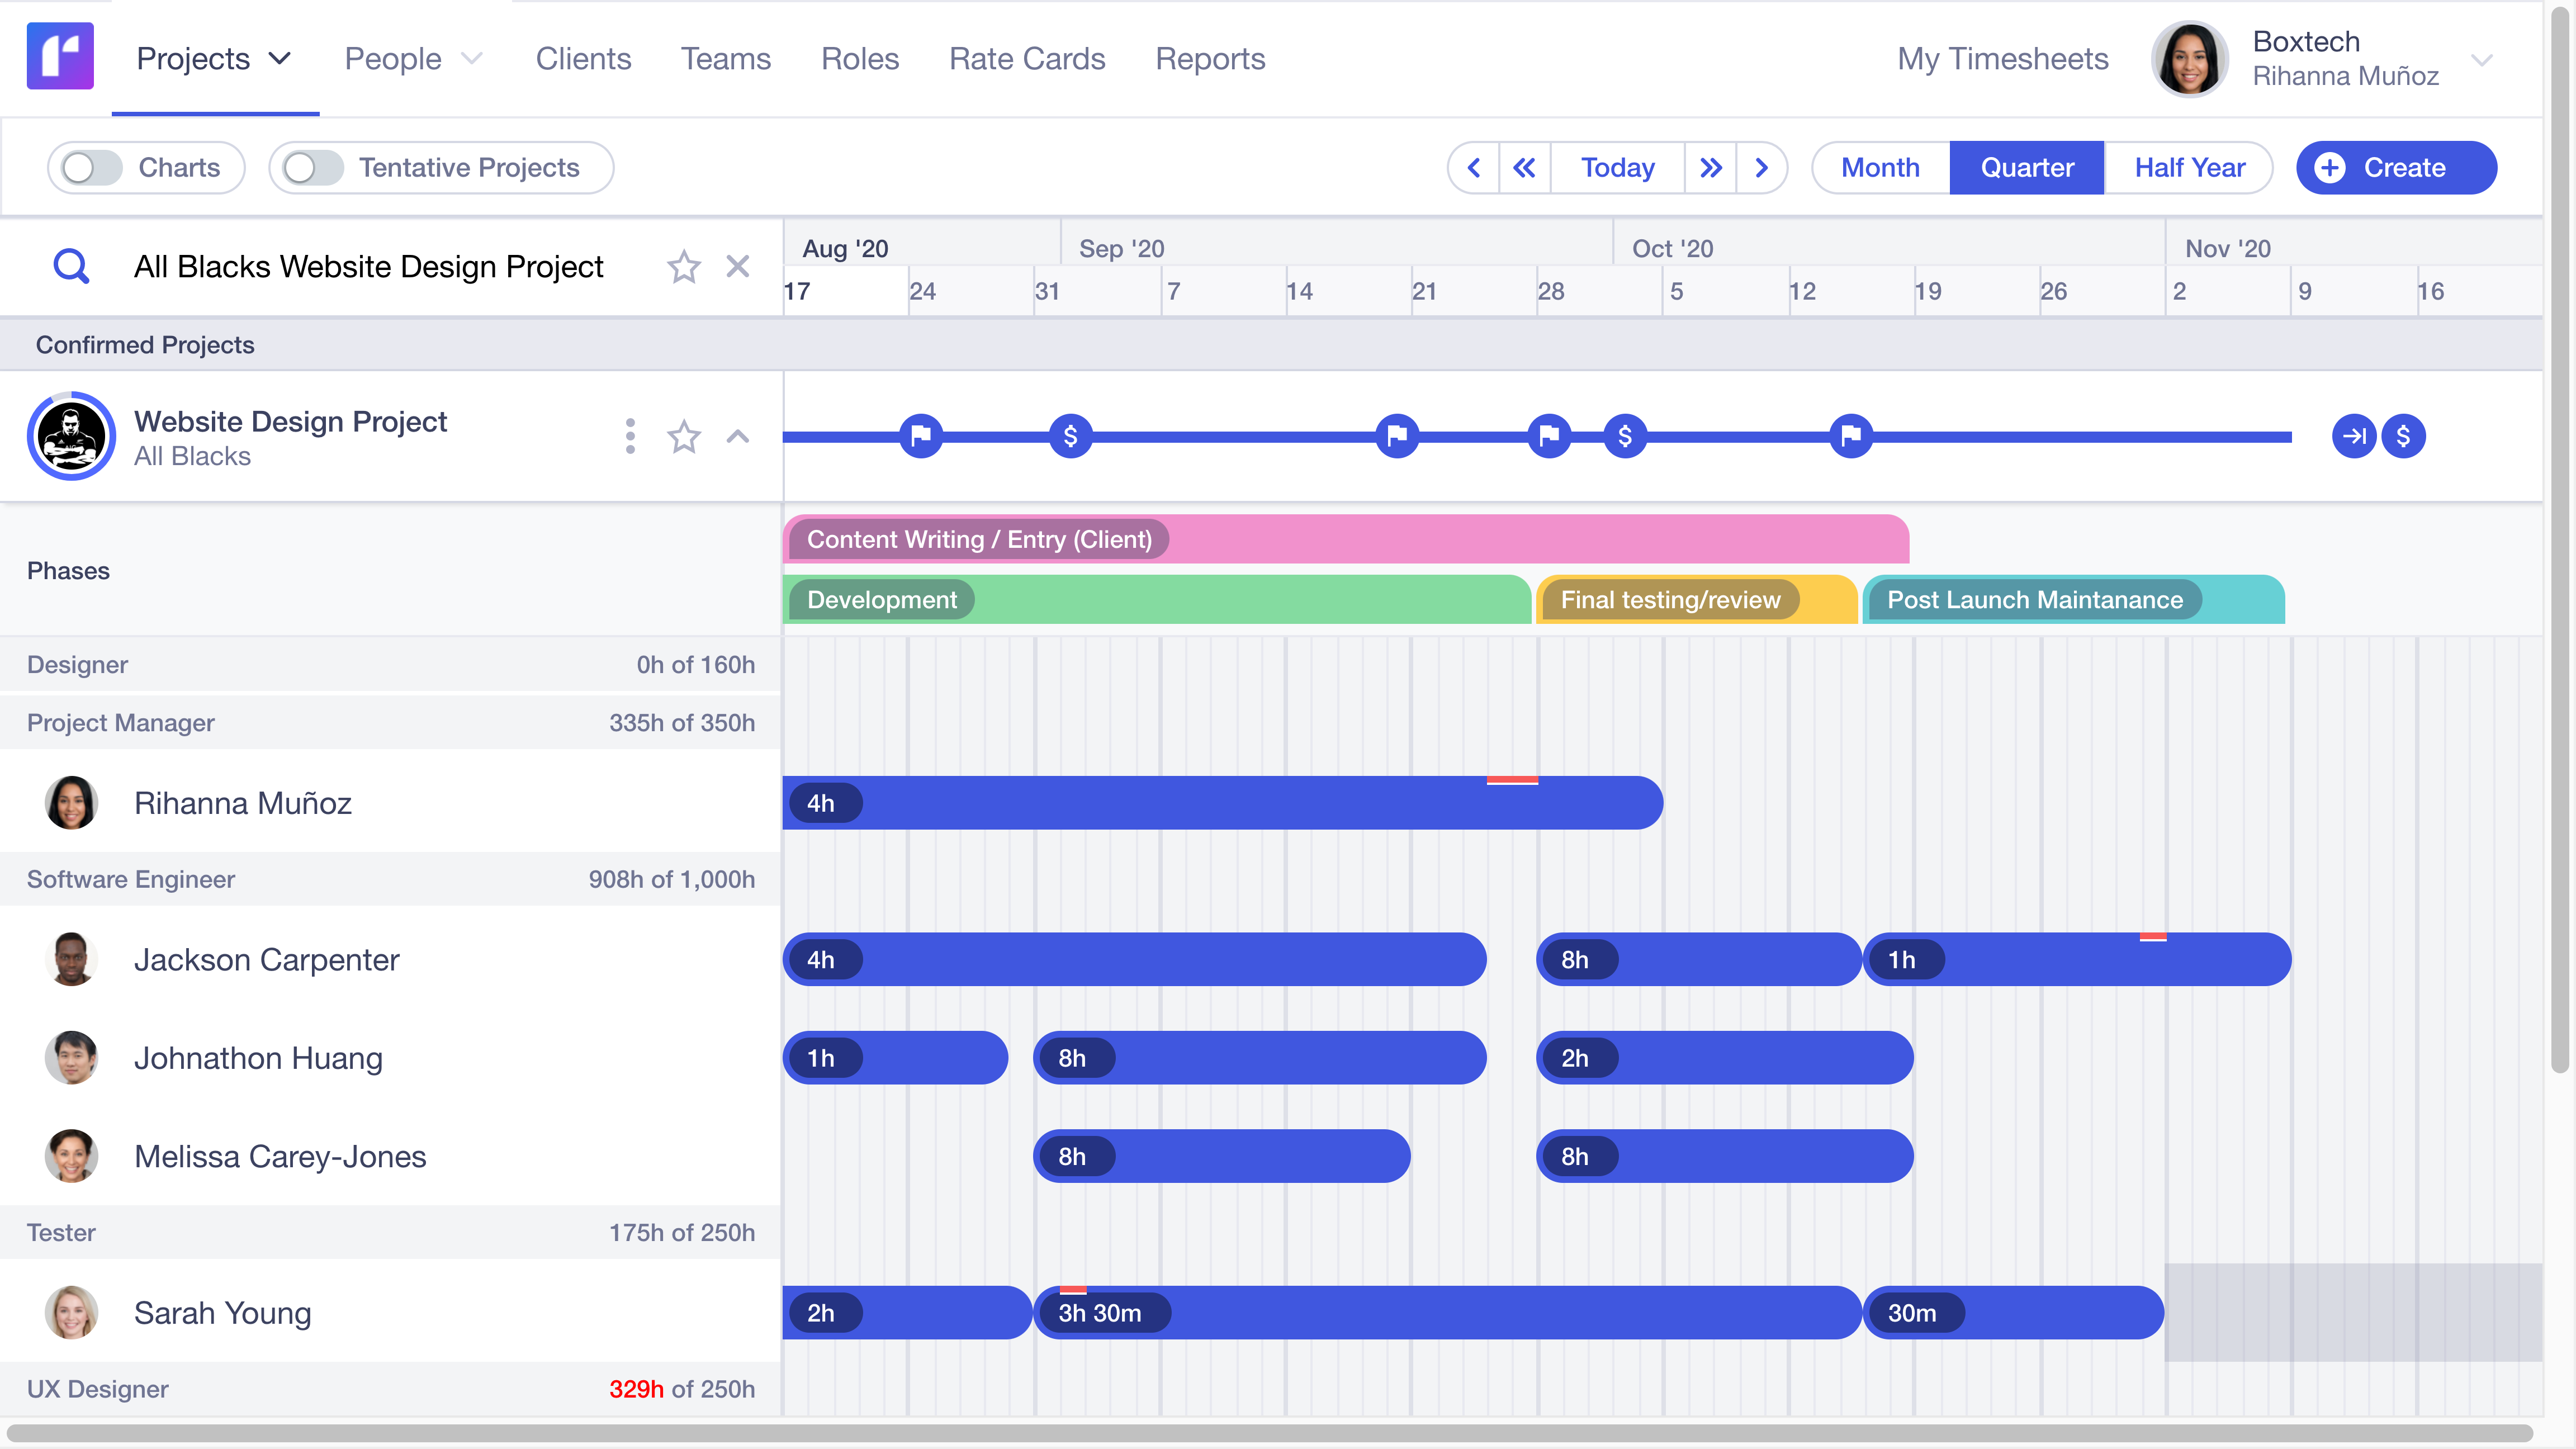 Projects People Clients Teams Roles Rate Cards Reports My Timesheets Boxtech
Rihanna Muñoz
Charts Tentative Projects Today Month Quarter Half Year Create
All Blacks Website Design Project
Aug '20 Sep '20 Oct '20 Nov '20
17 24 31 7 14 21 28 5 12 19 26 2 9 16
Confirmed Projects
Website Design Project
All Blacks
$ $ $
Phases
Content Writing / Entry (Client)
Development Final testing/review Post Launch Maintanance
Designer 0h of 160h
Project Manager 335h of 350h
Rihanna Muñoz 4h
Software Engineer 908h of 1,000h
Jackson Carpenter 4h 8h 1h
Johnathon Huang 1h 8h 2h
Melissa Carey-Jones 8h 8h
Tester 175h of 250h
Sarah Young 2h 3h 30m 30m
UX Designer 329h of 250h